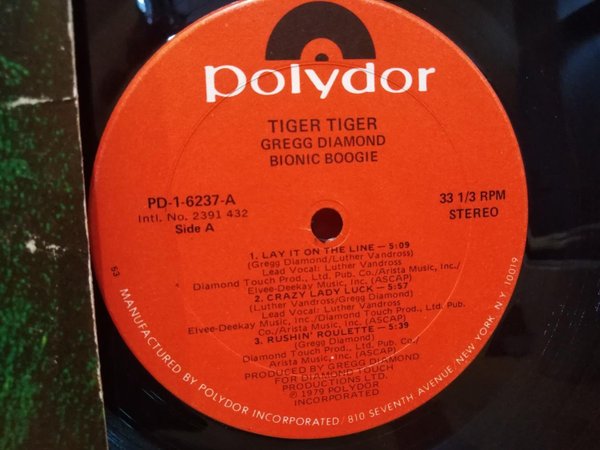 polydor
TIGER TIGER
GREGG DIAMOND
BIONIC BOOGIE
PD-1-6237-A
Intl. No. 2391 432
Side A
33 1/3 RPM
STEREO
1. LAY IT ON THE LINE — 5:09
(Gregg Diamond/Luther Vandross)
Lead Vocal: Luther Vandross
Diamond Touch Prod., Ltd. Pub. Co./Arista Music, Inc./
Elvee-Deekay Music, Inc. (ASCAP)
2. CRAZY LADY LUCK — 5:57
(Luther Vandross/Gregg Diamond)
Lead Vocal: Luther Vandross
Elvee-Deekay Music, Inc./Diamond Touch Prod., Ltd. Pub.
Co./Arista Music, Inc. (ASCAP)
3. RUSHIN' ROULETTE — 5:39
(Gregg Diamond)
Diamond Touch Prod., Ltd. Pub. Co./
Arista Music, Inc. (ASCAP)
PRODUCED BY GREGG DIAMOND
FOR DIAMOND TOUCH
PRODUCTIONS LTD.
Ⓟ 1979 POLYDOR
INCORPORATED
53
MANUFACTURED BY POLYDOR INCORPORATED/ 810 SEVENTH AVENUE/NEW YORK, N.Y. 10019